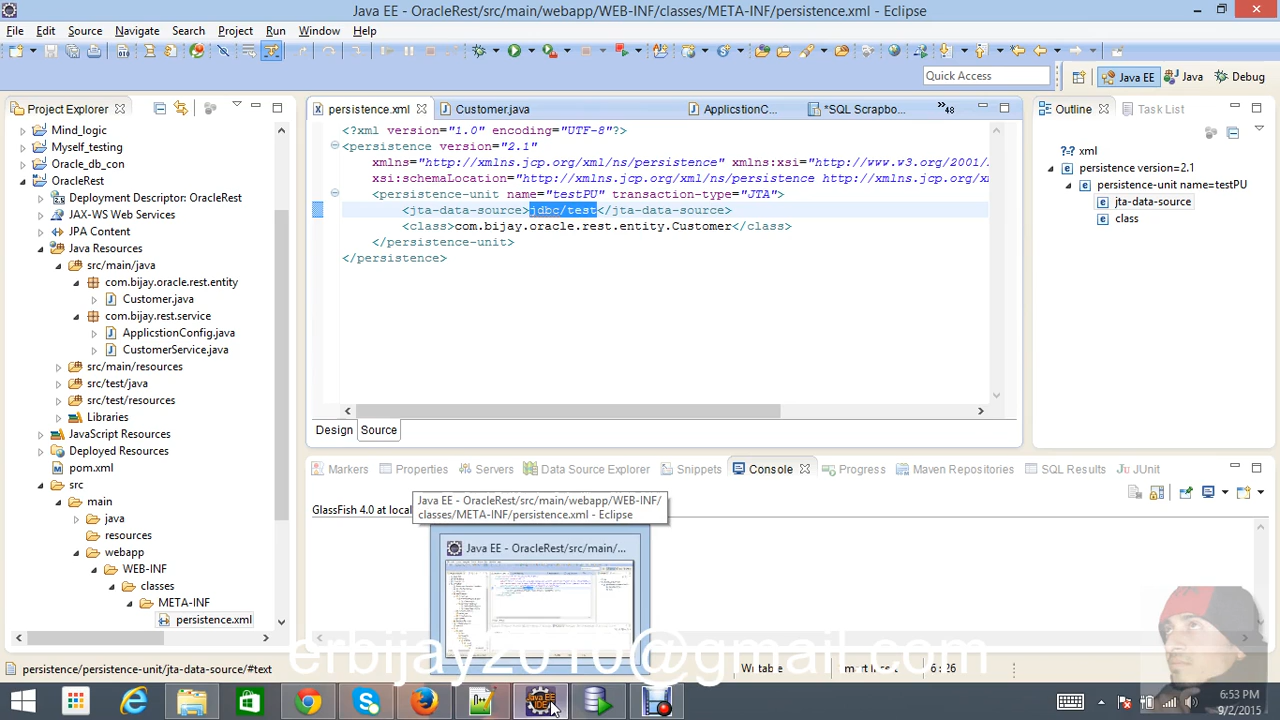 Java EE - OracleRest/src/main/webapp/WEB-INF/classes/META-INF/persistence.xml - Eclipse
File Edit Source Navigate Search Project Run Window Help
Quick Access
Java EE Java Debug
Project Explorer
Mind_logic
Myself_testing
Oracle_db_con
OracleRest
Deployment Descriptor: OracleRest
JAX-WS Web Services
JPA Content
Java Resources
src/main/java
com.bijay.oracle.rest.entity
Customer.java
com.bijay.rest.service
ApplicstionConfig.java
CustomerService.java
src/main/resources
src/test/java
src/test/resources
Libraries
JavaScript Resources
Deployed Resources
pom.xml
src
main
java
resources
webapp
WEB-INF
classes
META-INF
persistence.xml
persistence.xml Customer.java ApplictionC... *SQL Scrapbo... »48
<?xml version="1.0" encoding="UTF-8"?>
<persistence version="2.1"
xmlns="http://xmlns.jcp.org/xml/ns/persistence" xmlns:xsi="http://www.w3.org/2001/
xsi:schemaLocation="http://xmlns.jcp.org/xml/ns/persistence http://xmlns.jcp.org/xm
<persistence-unit name="testPU" transaction-type="JTA">
<jta-data-source>jdbc/test</jta-data-source>
<class>com.bijay.oracle.rest.entity.Customer</class>
</persistence-unit>
</persistence>
Design Source
Outline Task List
xml
persistence version=2.1
persistence-unit name=testPU
jta-data-source
class
Markers Properties Servers Data Source Explorer Snippets Console Progress Maven Repositories SQL Results JUnit
GlassFish 4.0 at local
Java EE - OracleRest/src/main/webapp/WEB-INF/
classes/META-INF/persistence.xml - Eclipse
Java EE - OracleRest/src/main/...
erbijay2010@gmail.com
persistence/persistence-unit/jta-data-source/#text
6:26
Java EE
IDE
6:53 PM
9/2/2015